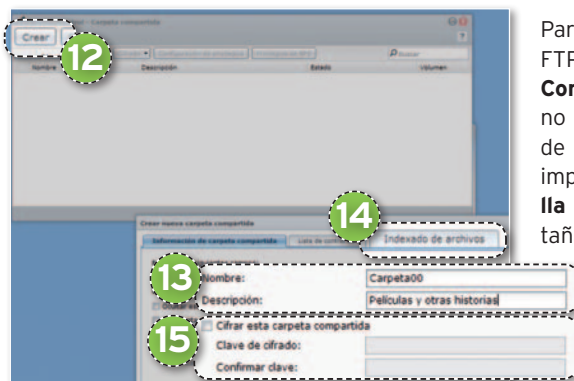 Crear
12
Buscar
Nombre Descripción Estado Volumen
Crear nueva carpeta compartida
14
Información de carpeta compartida
Indexado de archivos
13
Nombre: Carpeta00
Descripción: Películas y otras historias
15
Cifrar esta carpeta compartida
Clave de cifrado:
Confirmar clave:
Par
FTP
Con
no
de
imp
lla
tañ